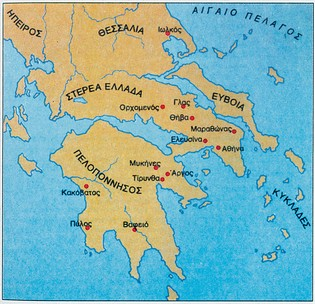 ΗΠΕΙΡΟΣ
ΘΕΣΣΑΛΙΑ
Ιωλκός
ΑΙΓΑΙΟ ΠΕΛΑΓΟΣ
ΣΤΕΡΕΑ ΕΛΛΑΔΑ
Ορχομενός
Γλας
ΕΥΒΟΙΑ
Θήβα
Μαραθώνας
Ελευσίνα
Αθήνα
ΠΕΛΟΠΟΝΝΗΣΟΣ
Μυκήνες
Άργος
Τίρυνθα
Κακόβατος
ΚΥΚΛΑΔΕΣ
Πύλος
Βαφειό